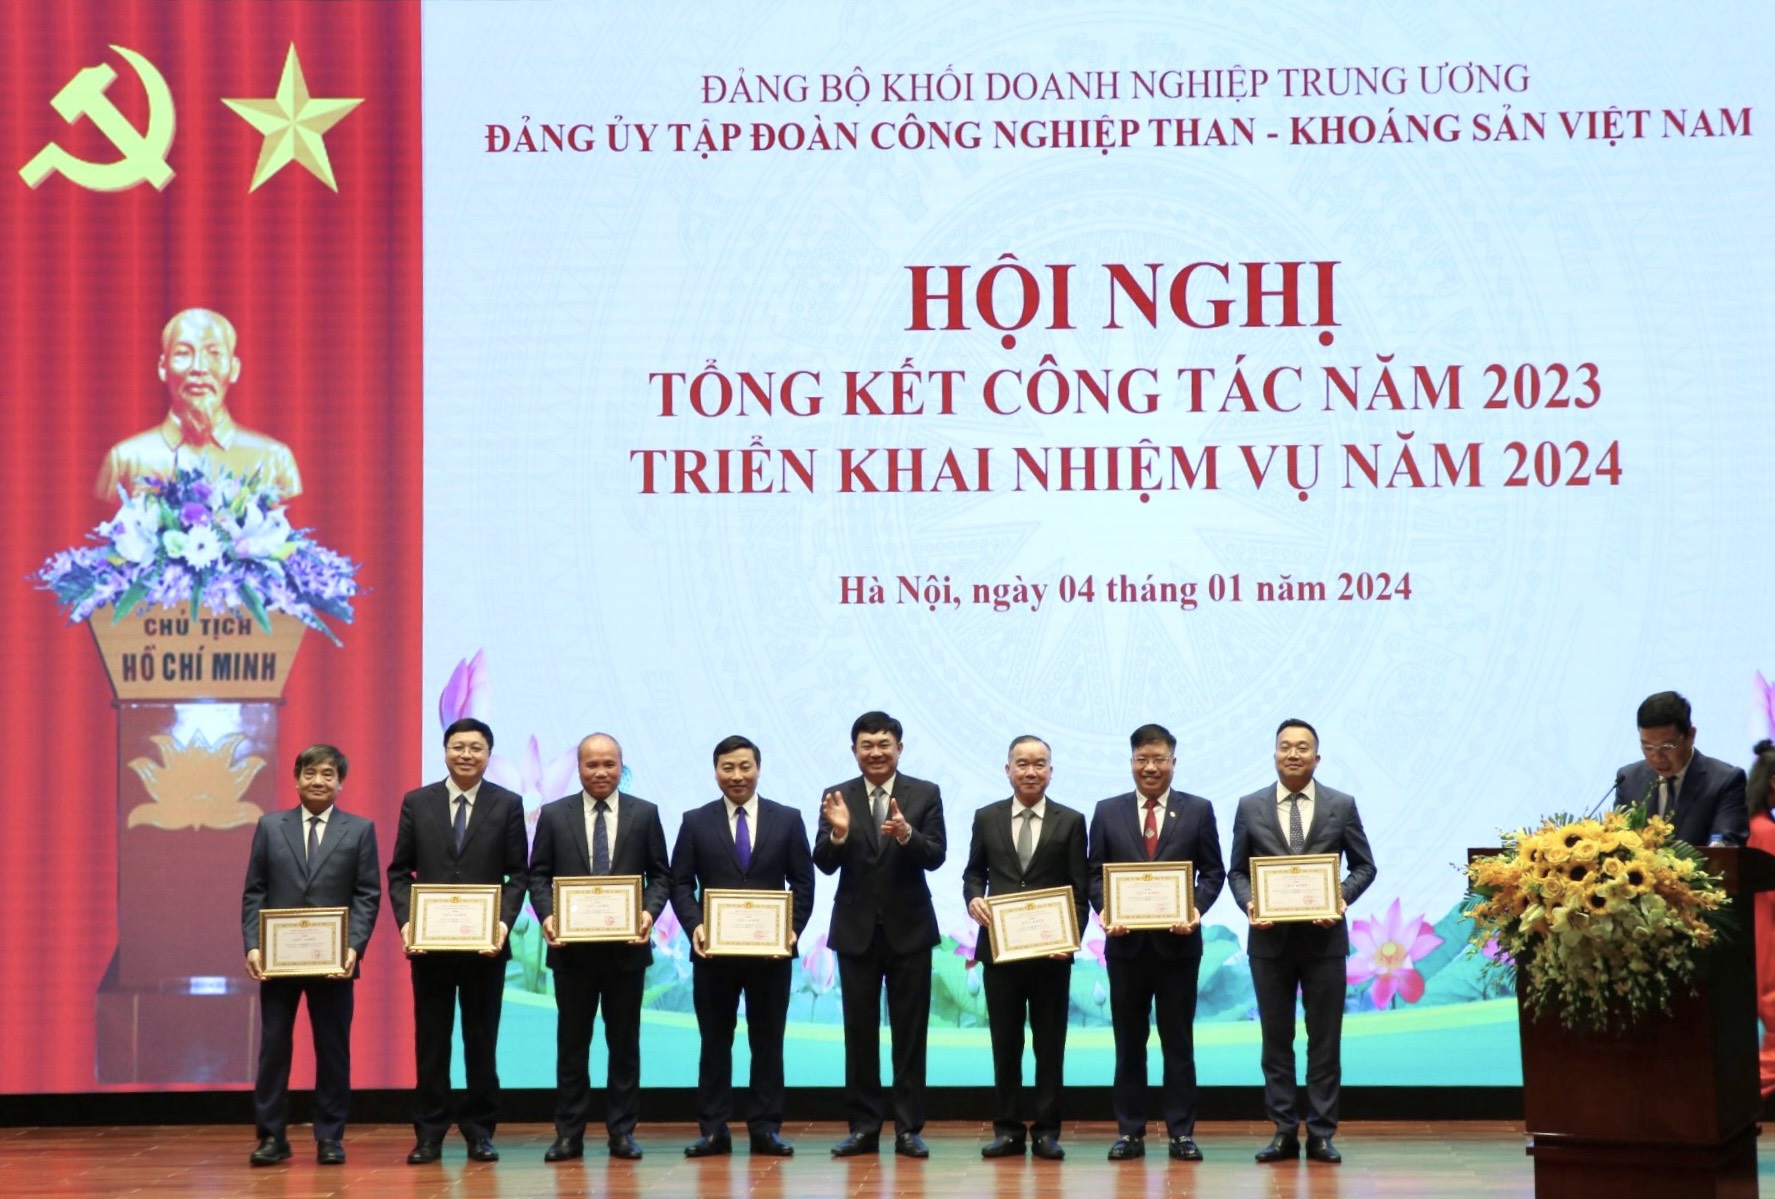 ĐẢNG BỘ KHỐI DOANH NGHIỆP TRUNG ƯƠNG
ĐẢNG ỦY TẬP ĐOÀN CÔNG NGHIỆP THAN - KHOÁNG SẢN VIỆT NAM
HỘI NGHỊ
TỔNG KẾT CÔNG TÁC NĂM 2023
TRIỂN KHAI NHIỆM VỤ NĂM 2024
Hà Nội, ngày 04 tháng 01 năm 2024
CHỦ TỊCH
HỒ CHÍ MINH